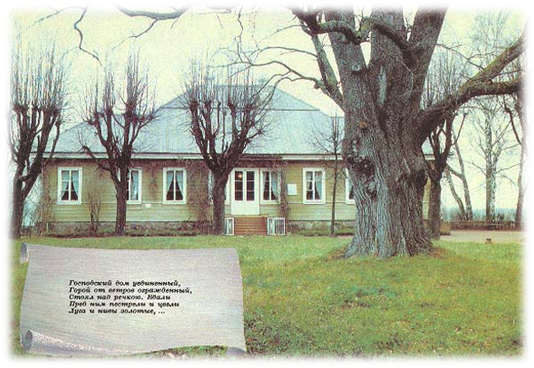 Господский дом уединенный,
Горой от ветров огражденный,
Стоял над речкою. Вдали
Пред ним пестрели и цвели
Луга и нивы золотые, ...